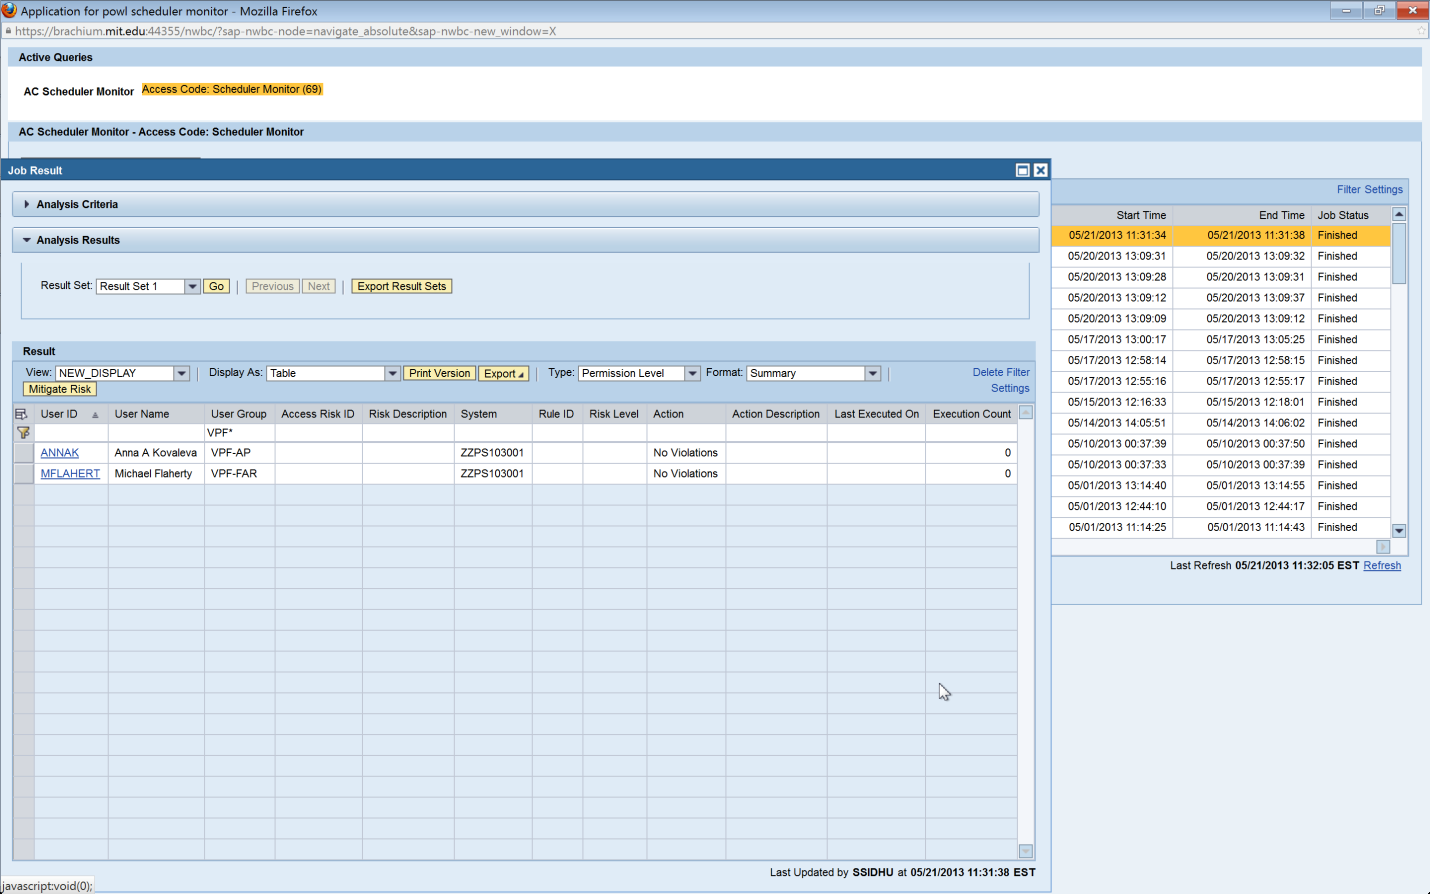 Application for powl scheduler monitor - Mozilla Firefox
https://brachium.mit.edu:44355/nwbc/?sap-nwbc-node=navigate_absolute&sap-nwbc-new_window=X
Active Queries
AC Scheduler Monitor Access Code: Scheduler Monitor (69)
AC Scheduler Monitor - Access Code: Scheduler Monitor
Job Result
Analysis Criteria
Analysis Results
Result Set: Result Set 1 Go Previous Next Export Result Sets
Result
View: NEW_DISPLAY Display As: Table Print Version Export Type: Permission Level Format: Summary Delete Filter
Mitigate Risk Settings
User ID User Name User Group Access Risk ID Risk Description System Rule ID Risk Level Action Action Description Last Executed On Execution Count
VPF*
ANNAK Anna A Kovaleva VPF-AP ZZPS103001 No Violations 0
MFLAHERT Michael Flaherty VPF-FAR ZZPS103001 No Violations 0
Last Updated by SSIDHU at 05/21/2013 11:31:38 EST
Filter Settings
Start Time End Time Job Status
05/21/2013 11:31:34 05/21/2013 11:31:38 Finished
05/20/2013 13:09:31 05/20/2013 13:09:32 Finished
05/20/2013 13:09:28 05/20/2013 13:09:31 Finished
05/20/2013 13:09:12 05/20/2013 13:09:37 Finished
05/20/2013 13:09:09 05/20/2013 13:09:12 Finished
05/17/2013 13:00:17 05/17/2013 13:05:25 Finished
05/17/2013 12:58:14 05/17/2013 12:58:15 Finished
05/17/2013 12:55:16 05/17/2013 12:55:17 Finished
05/15/2013 12:16:33 05/15/2013 12:18:01 Finished
05/14/2013 14:05:51 05/14/2013 14:06:02 Finished
05/10/2013 00:37:39 05/10/2013 00:37:50 Finished
05/10/2013 00:37:33 05/10/2013 00:37:39 Finished
05/01/2013 13:14:40 05/01/2013 13:14:55 Finished
05/01/2013 12:44:10 05/01/2013 12:44:17 Finished
05/01/2013 11:14:25 05/01/2013 11:14:43 Finished
Last Refresh 05/21/2013 11:32:05 EST Refresh
javascript:void(0);